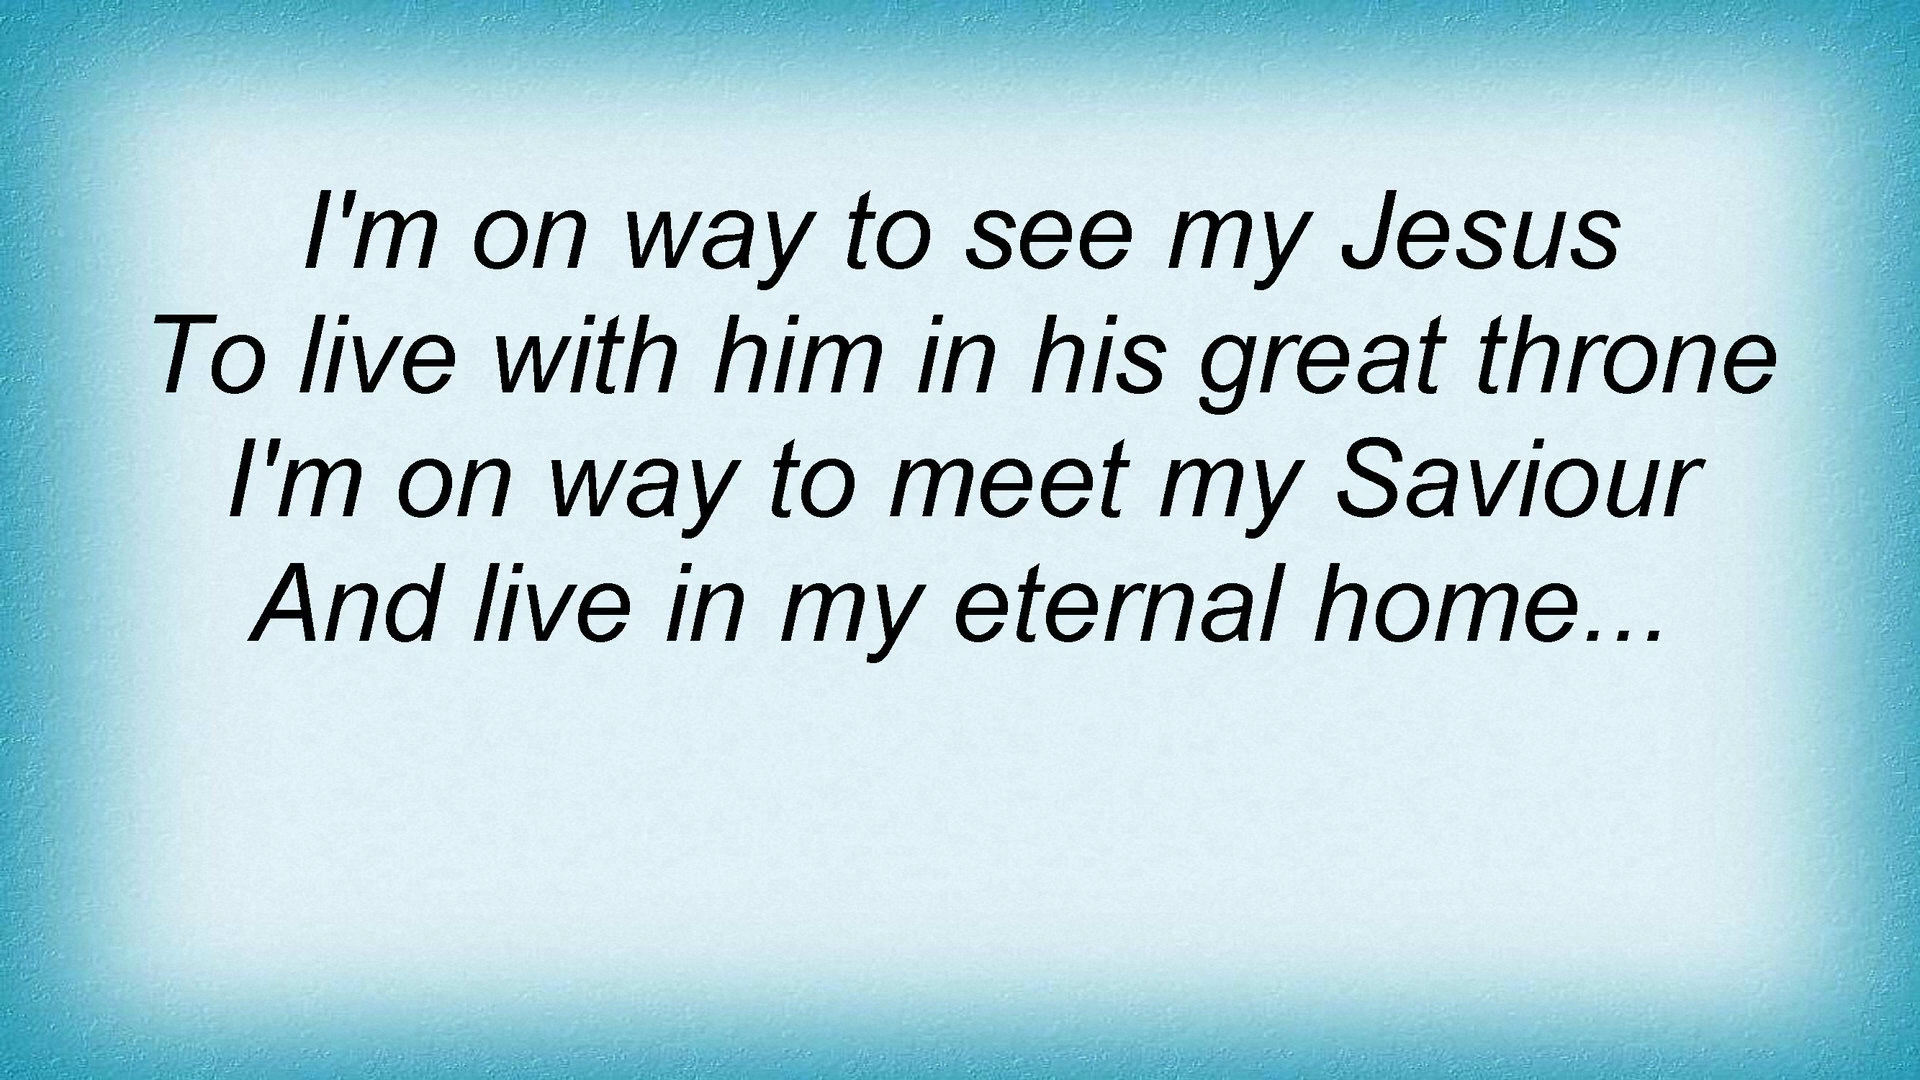 I'm on way to see my Jesus
To live with him in his great throne
I'm on way to meet my Saviour
And live in my eternal home...